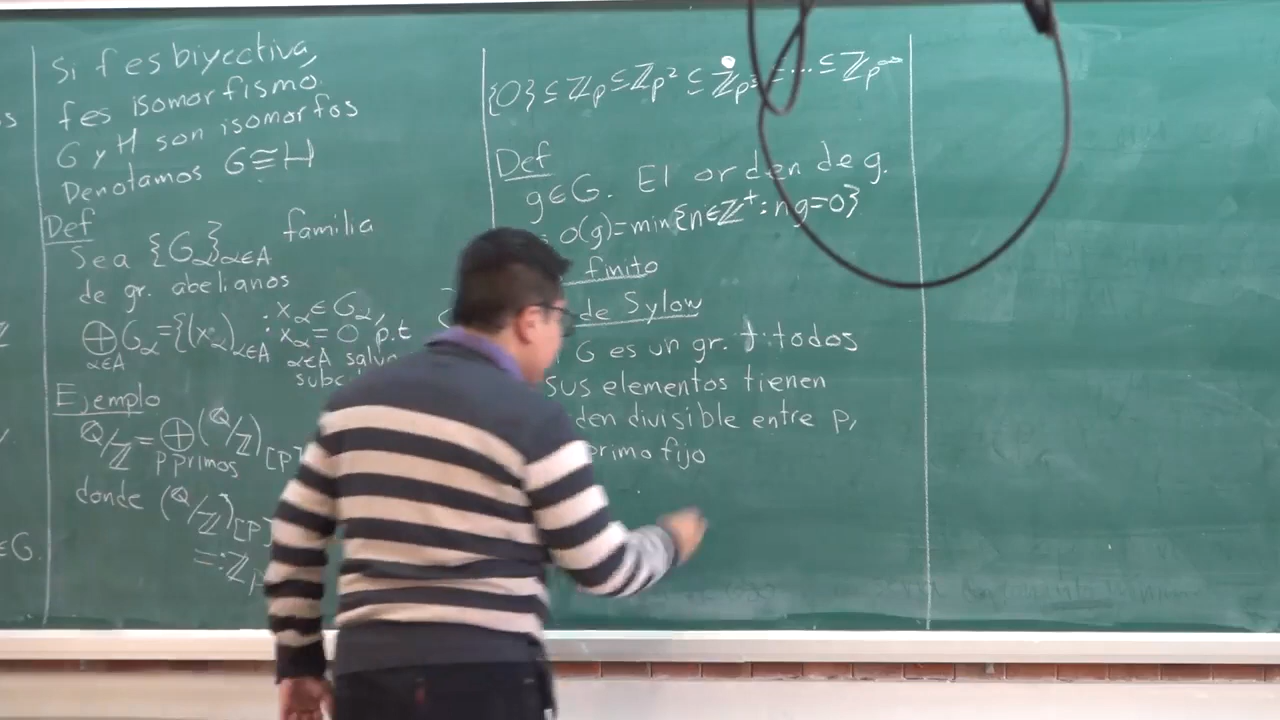 Si f es biyectiva,
f es isomorfismo.
G y H son isomorfos
Denotamos G≅H
Def
Sea {G_α}_{α∈A} familia
de gr. abelianos
⊕_{α∈A} G_α={(x_α)_{α∈A} : x_α∈G_α,
x_α=0 p.t
α∈A salvo
Ejemplo
ℚ/ℤ = ⊕_{p primos} (ℚ/ℤ)_[p]
donde (ℚ/ℤ)_[p]
=:ℤ_p
∈G.
{0}≤ℤ_p≤ℤ_{p²}≤ℤ_{p³}≤...≤ℤ_{p^∞}
Def
g∈G. El orden de g.
o(g)=min{n∈ℤ⁺: ng=0}
finito
de Sylow
G es un gr. t. todos
sus elementos tienen
den divisible entre p,
primo fijo